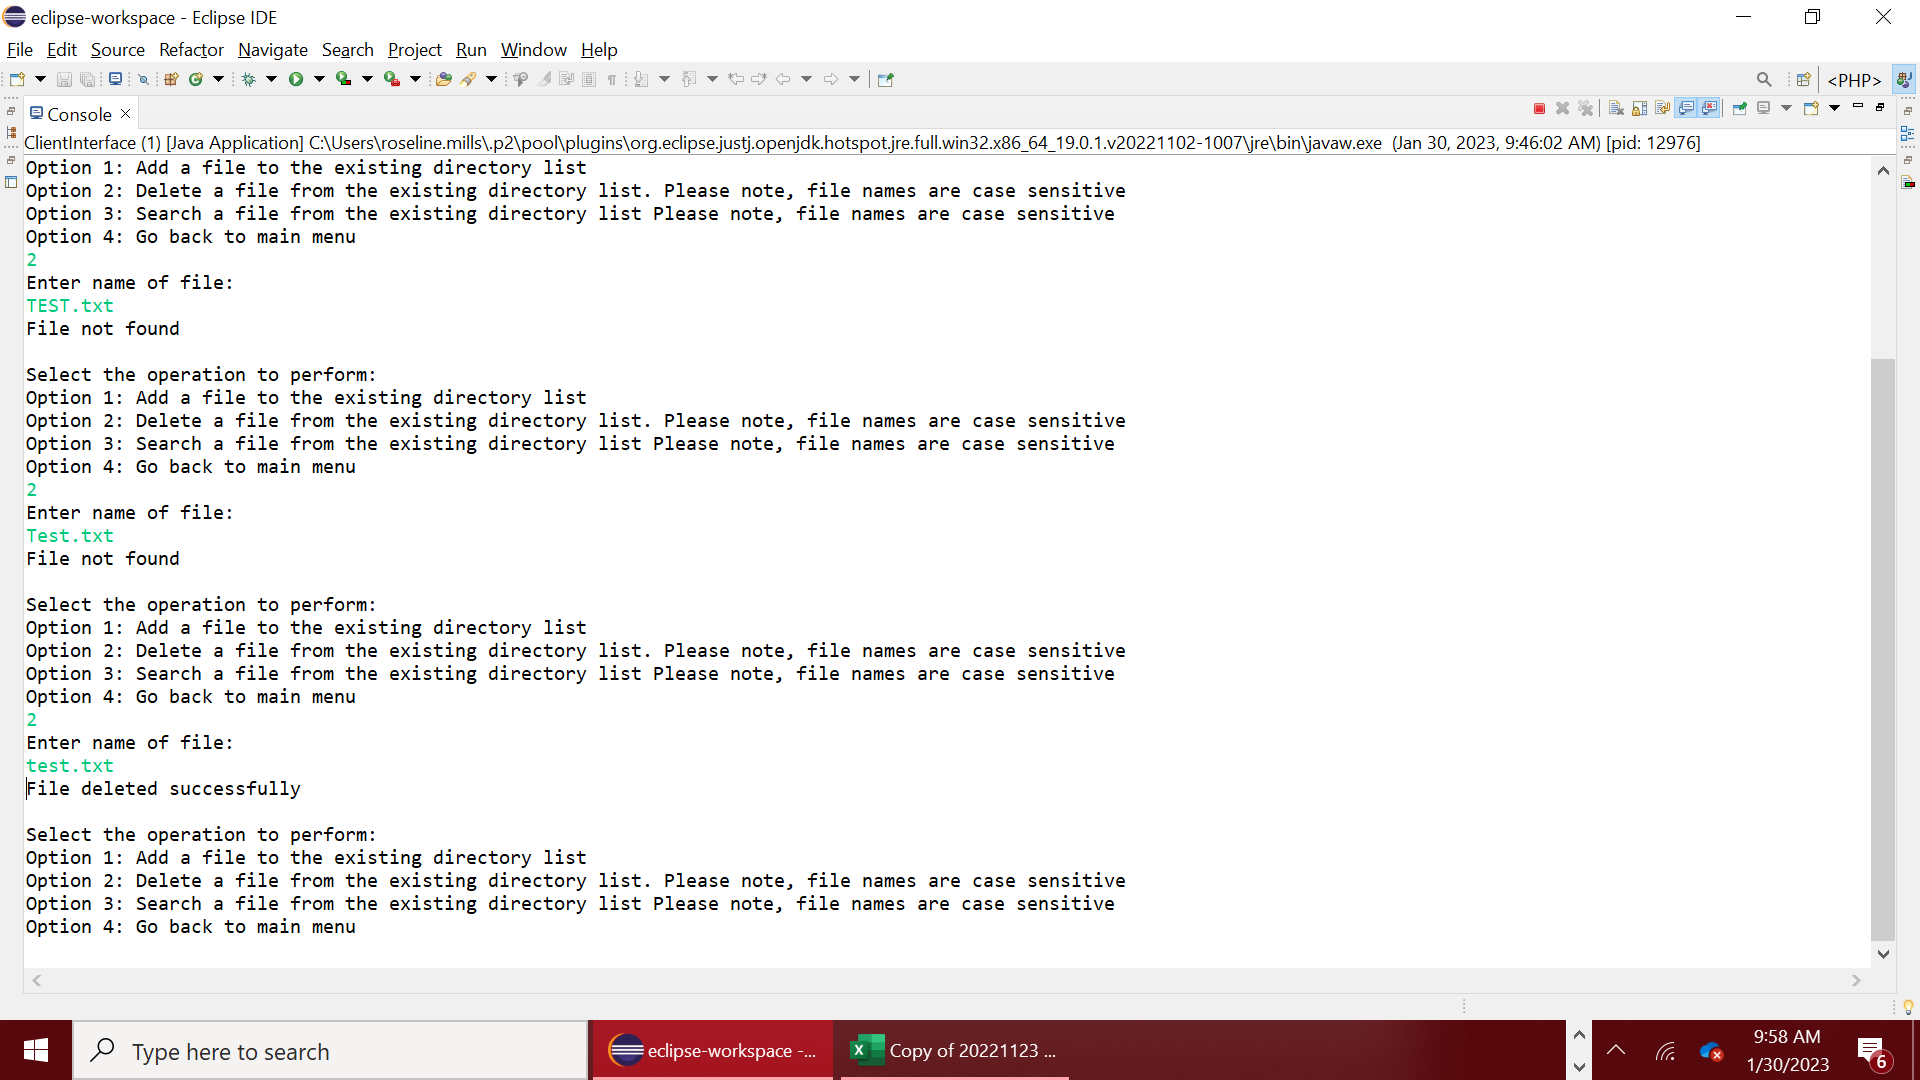 eclipse-workspace - Eclipse IDE
File Edit Source Refactor Navigate Search Project Run Window Help
<PHP>
Console
ClientInterface (1) [Java Application] C:\Users\roseline.mills\.p2\pool\plugins\org.eclipse.justj.openjdk.hotspot.jre.full.win32.x86_64_19.0.1.v20221102-1007\jre\bin\javaw.exe (Jan 30, 2023, 9:46:02 AM) [pid: 12976]
Option 1: Add a file to the existing directory list
Option 2: Delete a file from the existing directory list. Please note, file names are case sensitive
Option 3: Search a file from the existing directory list Please note, file names are case sensitive
Option 4: Go back to main menu
2
Enter name of file:
TEST.txt
File not found
Select the operation to perform:
Option 1: Add a file to the existing directory list
Option 2: Delete a file from the existing directory list. Please note, file names are case sensitive
Option 3: Search a file from the existing directory list Please note, file names are case sensitive
Option 4: Go back to main menu
2
Enter name of file:
Test.txt
File not found
Select the operation to perform:
Option 1: Add a file to the existing directory list
Option 2: Delete a file from the existing directory list. Please note, file names are case sensitive
Option 3: Search a file from the existing directory list Please note, file names are case sensitive
Option 4: Go back to main menu
2
Enter name of file:
test.txt
File deleted successfully
Select the operation to perform:
Option 1: Add a file to the existing directory list
Option 2: Delete a file from the existing directory list. Please note, file names are case sensitive
Option 3: Search a file from the existing directory list Please note, file names are case sensitive
Option 4: Go back to main menu
Type here to search
eclipse-workspace -...
Copy of 20221123 ...
9:58 AM
1/30/2023
6